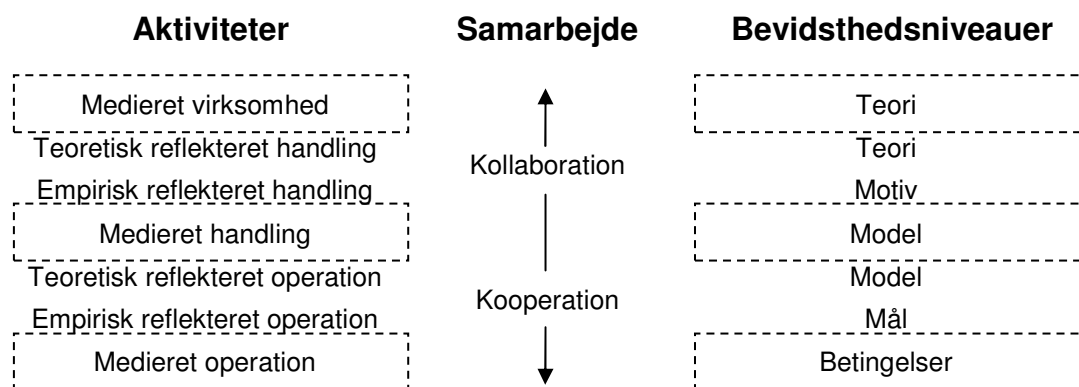 Aktiviteter Samarbejde Bevidsthedsniveauer
Medieret virksomhed Teori
Teoretisk reflekteret handling Teori
Kollaboration
Empirisk reflekteret handling Motiv
Medieret handling Model
Teoretisk reflekteret operation Model
Kooperation
Empirisk reflekteret operation Mål
Medieret operation Betingelser